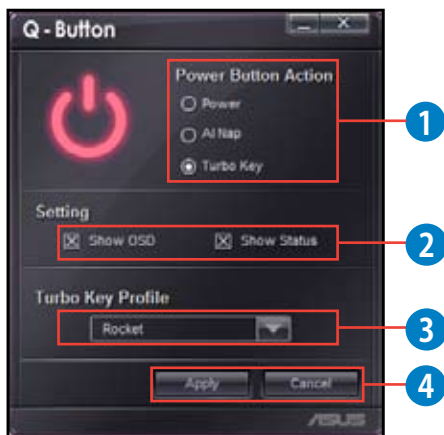 Q - Button
Power Button Action
Power
AI Nap
Turbo Key
1
Setting
Show OSD Show Status
2
Turbo Key Profile
Rocket
3
Apply Cancel
4
ASUS